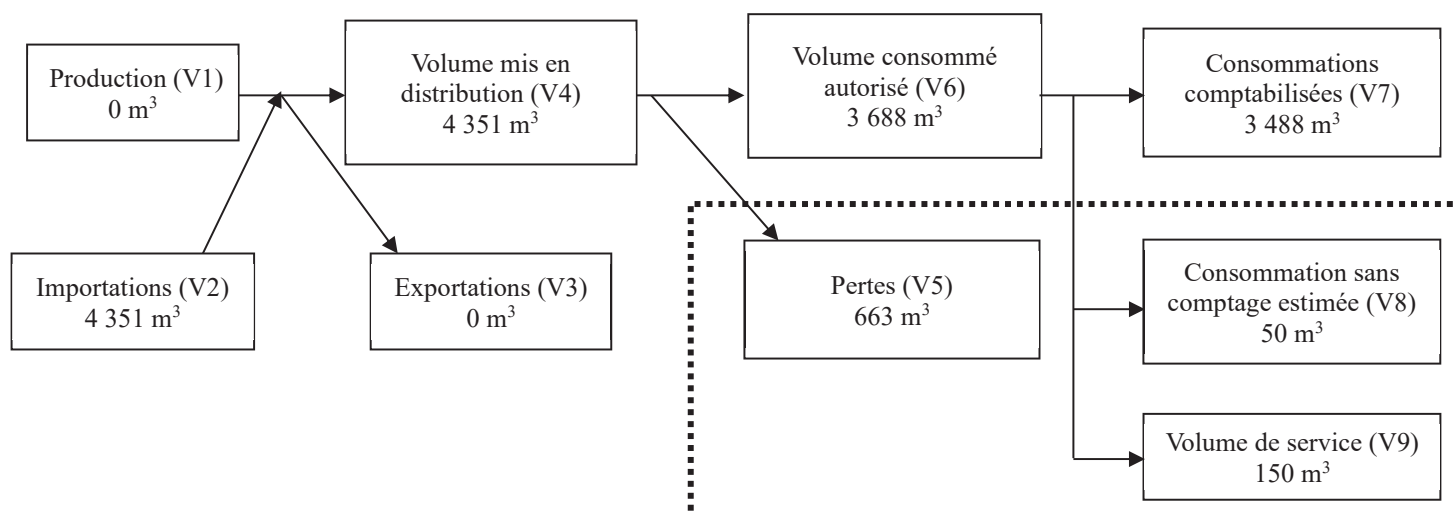 Production (V1)
0 m³
Volume mis en
distribution (V4)
4 351 m³
Volume consommé
autorisé (V6)
3 688 m³
Consommations
comptabilisées (V7)
3 488 m³
Importations (V2)
4 351 m³
Exportations (V3)
0 m³
Pertes (V5)
663 m³
Consommation sans
comptage estimée (V8)
50 m³
Volume de service (V9)
150 m³